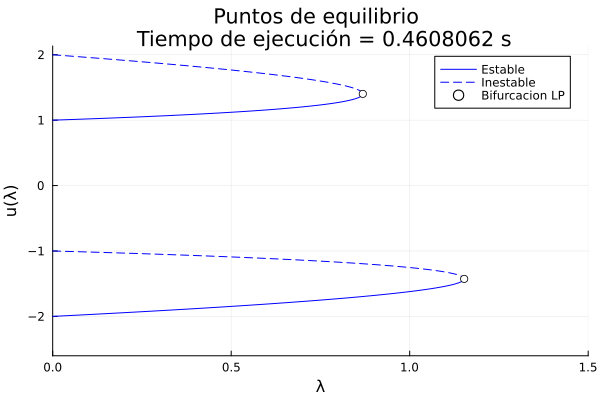 Puntos de equilibrio
Tiempo de ejecución = 0.4608062 s
Estable
Inestable
Bifurcacion LP
2
1
0
−1
−2
u(λ)
0.0
0.5
1.0
1.5
λ